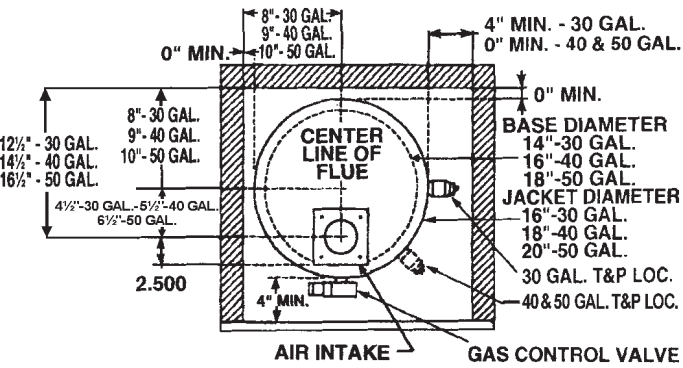 8"-30 GAL.
9"-40 GAL.
10"-50 GAL.
0" MIN.
4" MIN. - 30 GAL.
0" MIN. - 40 & 50 GAL.
0" MIN.
12½" - 30 GAL.
14½" - 40 GAL.
16½" - 50 GAL.
8"-30 GAL.
9"-40 GAL.
10"-50 GAL.
CENTER
LINE OF
FLUE
BASE DIAMETER
14"-30 GAL.
16"-40 GAL.
18"-50 GAL.
JACKET DIAMETER
16"-30 GAL.
18"-40 GAL.
20"-50 GAL.
4½"-30 GAL.-5½"-40 GAL.
6½"-50 GAL.
2.500
4" MIN.
30 GAL. T&P LOC.
40 & 50 GAL. T&P LOC.
AIR INTAKE
GAS CONTROL VALVE